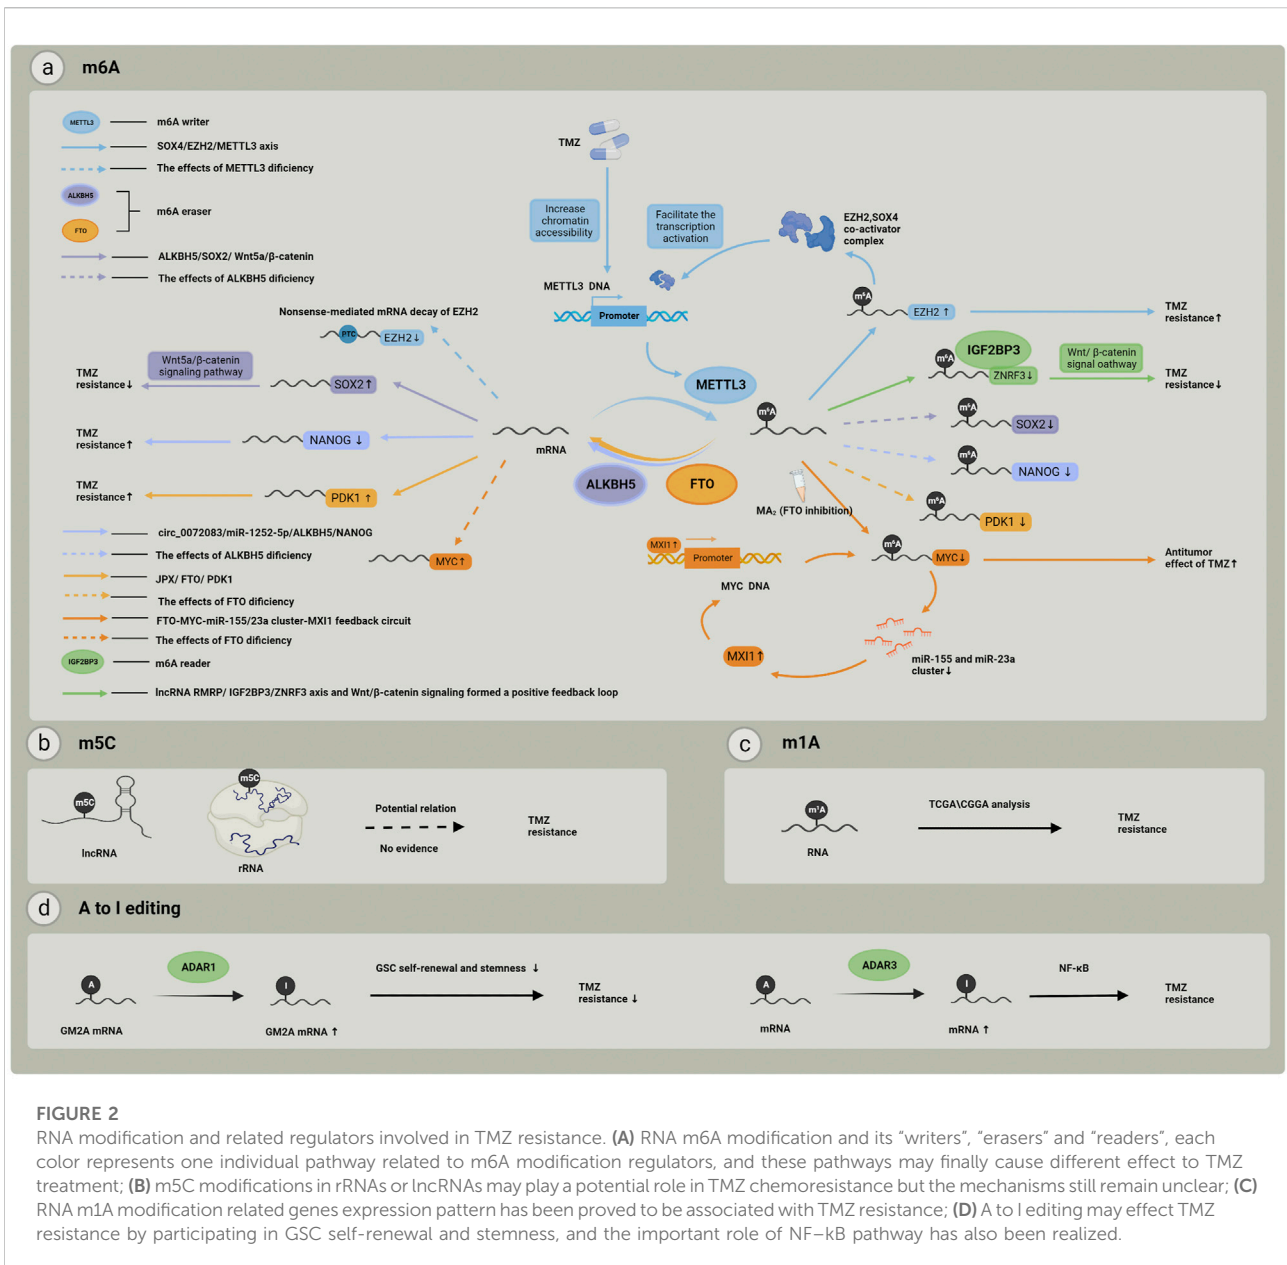 a
m6A
METTL3
m6A writer
SOX4/EZH2/METTL3 axis
The effects of METTL3 dificiency
ALKBH5
m6A eraser
FTO
ALKBH5/SOX2/ Wnt5a/β-catenin
The effects of ALKBH5 dificiency
TMZ
Increase
chromatin
accessibility
Facilitate the
transcription
activation
EZH2,SOX4
co-activator
complex
METTL3 DNA
Promoter
m⁶A
EZH2 ↑
TMZ
resistance↑
Nonsense-mediated mRNA decay of EZH2
PTC
EZH2↓
IGF2BP3
m⁶A
ZNRF3↓
Wnt/ β-catenin
signal oathway
TMZ
resistance↓
TMZ
resistance↓
Wnt5a/β-catenin
signaling pathway
SOX2↑
METTL3
m⁶A
m⁶A
SOX2↓
TMZ
resistance↑
NANOG ↓
mRNA
m⁶A
NANOG ↓
TMZ
resistance↑
PDK1 ↑
ALKBH5
FTO
MA₂ (FTO inhibition)
m⁶A
PDK1 ↓
circ_0072083/miR-1252-5p/ALKBH5/NANOG
The effects of ALKBH5 dificiency
JPX/ FTO/ PDK1
The effects of FTO dificiency
FTO-MYC-miR-155/23a cluster-MXI1 feedback circuit
The effects of FTO dificiency
IGF2BP3
m6A reader
lncRNA RMRP/ IGF2BP3/ZNRF3 axis and Wnt/β-catenin signaling formed a positive feedback loop
MYC↑
MXI1↑
Promoter
MYC DNA
m⁶A
MYC↓
Antitumor
effect of TMZ↑
MXI1↑
miR-155 and miR-23a
cluster↓
b
m5C
m5C
lncRNA
m5C
rRNA
Potential relation
No evidence
TMZ
resistance
c
m1A
m¹A
RNA
TCGA\CGGA analysis
TMZ
resistance
d
A to I editing
A
GM2A mRNA
ADAR1
I
GM2A mRNA ↑
GSC self-renewal and stemness ↓
TMZ
resistance ↓
A
mRNA
ADAR3
I
mRNA ↑
NF-κB
TMZ
resistance
FIGURE 2
RNA modification and related regulators involved in TMZ resistance. (A) RNA m6A modification and its “writers”, “erasers” and “readers”, each
color represents one individual pathway related to m6A modification regulators, and these pathways may finally cause different effect to TMZ
treatment; (B) m5C modifications in rRNAs or lncRNAs may play a potential role in TMZ chemoresistance but the mechanisms still remain unclear; (C)
RNA m1A modification related genes expression pattern has been proved to be associated with TMZ resistance; (D) A to I editing may effect TMZ
resistance by participating in GSC self-renewal and stemness, and the important role of NF–kB pathway has also been realized.